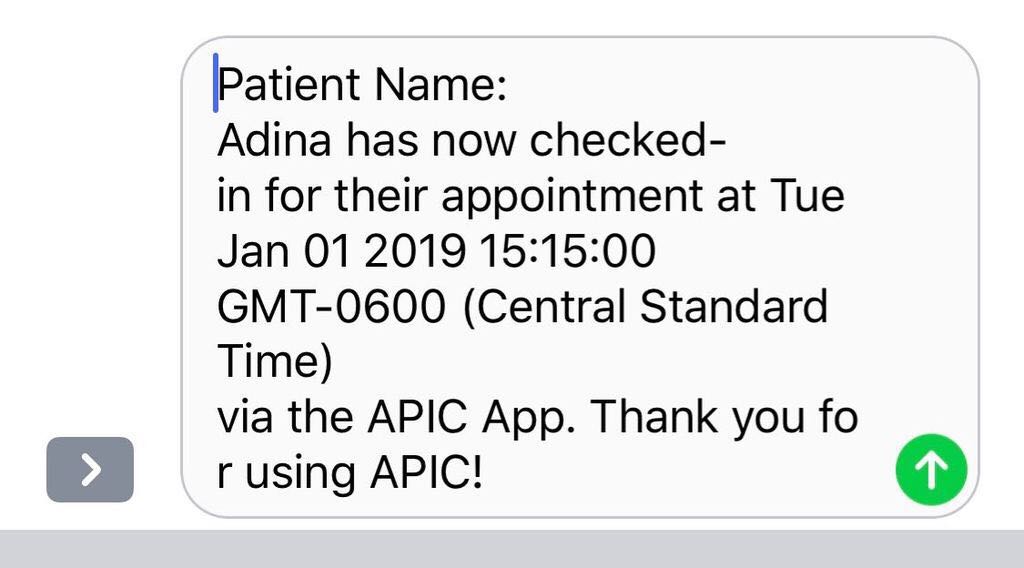 Patient Name:
Adina has now checked-
in for their appointment at Tue
Jan 01 2019 15:15:00
GMT-0600 (Central Standard
Time)
via the APIC App. Thank you fo
r using APIC!